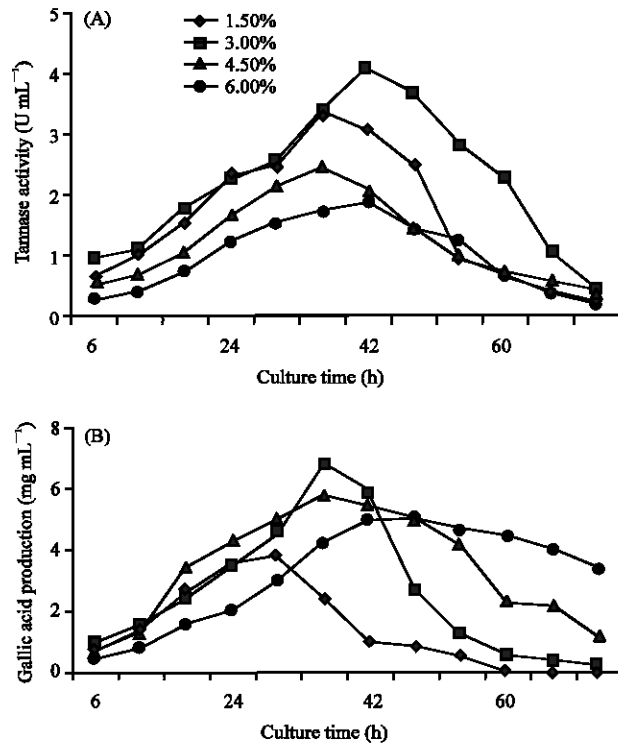 (A)
1.50%
3.00%
4.50%
6.00%
5
4
3
2
1
0
Tannase activity (U mL⁻¹)
6 24 42 60
Culture time (h)
(B)
8
6
4
2
0
Gallic acid production (mg mL⁻¹)
6 24 42 60
Culture time (h)